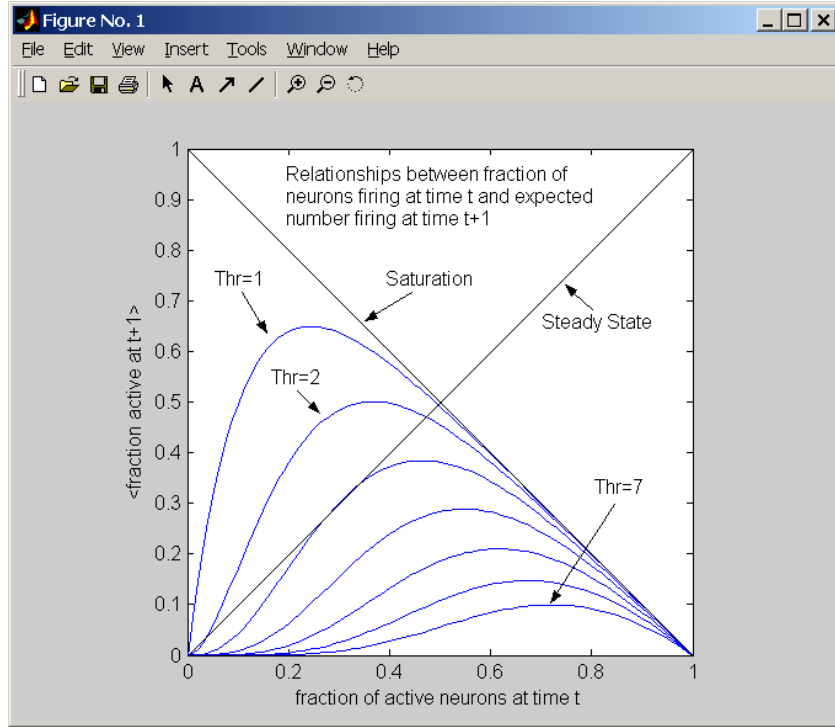 Figure No. 1
File Edit View Insert Tools Window Help
A
1
0.9
0.8
0.7
0.6
0.5
0.4
0.3
0.2
0.1
0
<fraction active at t+1>
Relationships between fraction of
neurons firing at time t and expected
number firing at time t+1
Thr=1
Saturation
Steady State
Thr=2
Thr=7
0 0.2 0.4 0.6 0.8 1
fraction of active neurons at time t